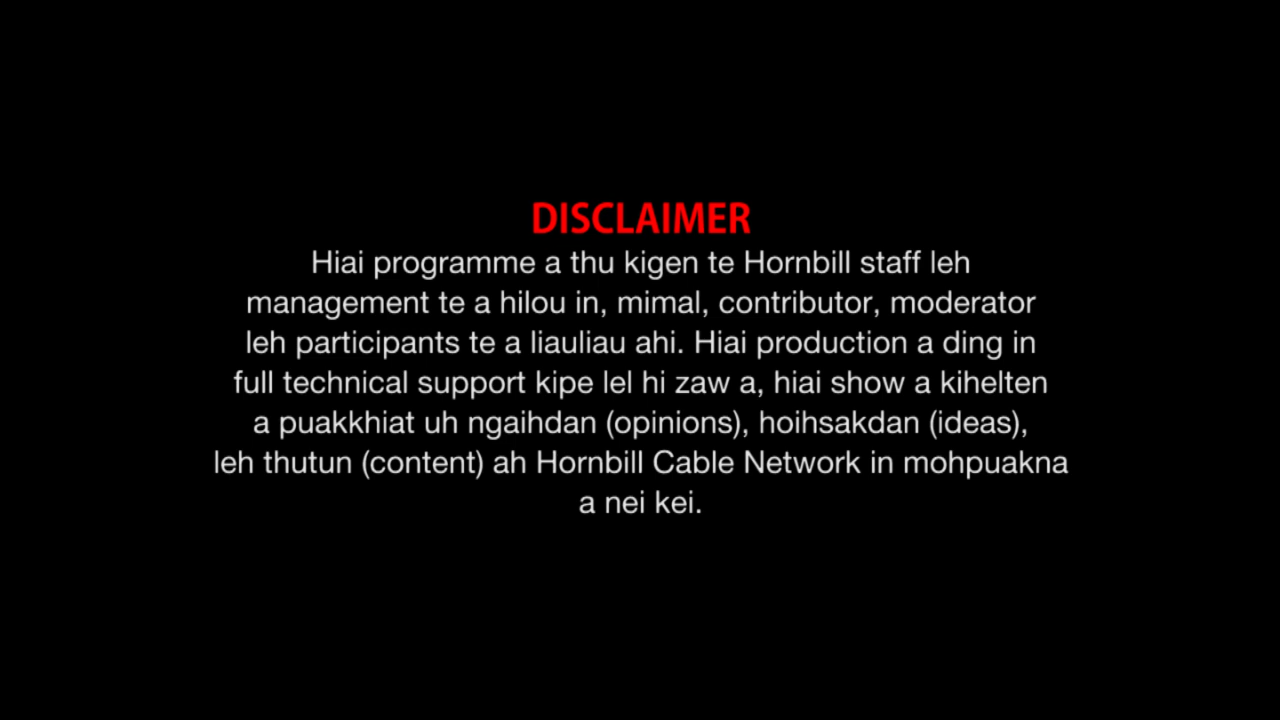 DISCLAIMER
Hiai programme a thu kigen te Hornbill staff leh
management te a hilou in, mimal, contributor, moderator
leh participants te a liauliau ahi. Hiai production a ding in
full technical support kipe lel hi zaw a, hiai show a kihelten
a puakkhiat uh ngaihdan (opinions), hoihsakdan (ideas),
leh thutun (content) ah Hornbill Cable Network in mohpuakna
a nei kei.